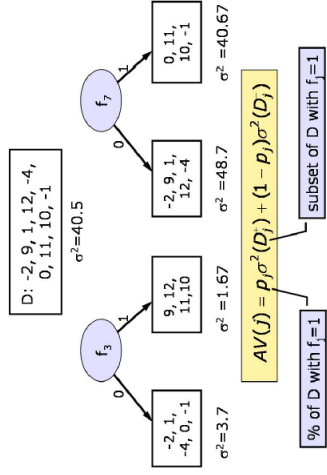 D: -2, 9, 1, 12, -4,
0, 11, 10, -1
σ²=40.5
f₃
0
1
-2, 1,
-4, 0, -1
σ²=3.7
9, 12,
11,10
σ² =1.67
f₇
0
1
-2, 9, 1,
12, -4
σ² =48.7
0, 11,
10, -1
σ² =40.67
AV(j) = pⱼσ²(Dⱼ⁺) + (1 − pⱼ)σ²(Dⱼ⁻)
% of D with fⱼ=1
subset of D with fⱼ=1